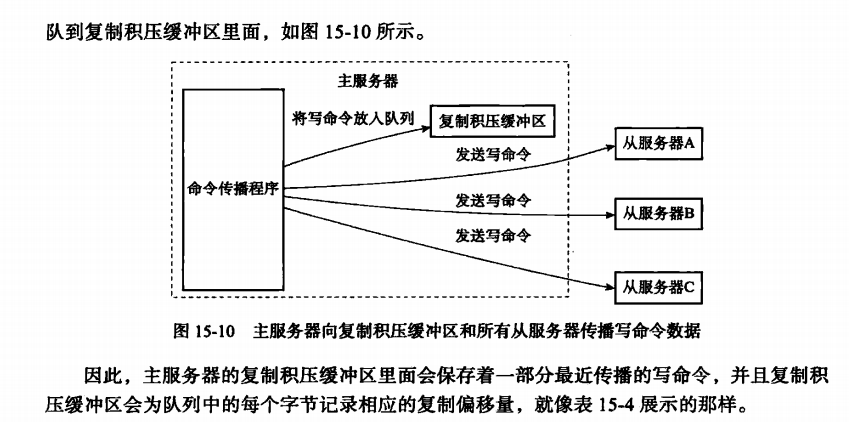 队到复制积压缓冲区里面，如图 15-10 所示。
主服务器
将写命令放入队列
复制积压缓冲区
发送写命令
从服务器A
命令传播程序
发送写命令
从服务器B
发送写命令
从服务器C
图 15-10 主服务器向复制积压缓冲区和所有从服务器传播写命令数据
因此，主服务器的复制积压缓冲区里面会保存着一部分最近传播的写命令，并且复制积
压缓冲区会为队列中的每个字节记录相应的复制偏移量，就像表 15-4 展示的那样。